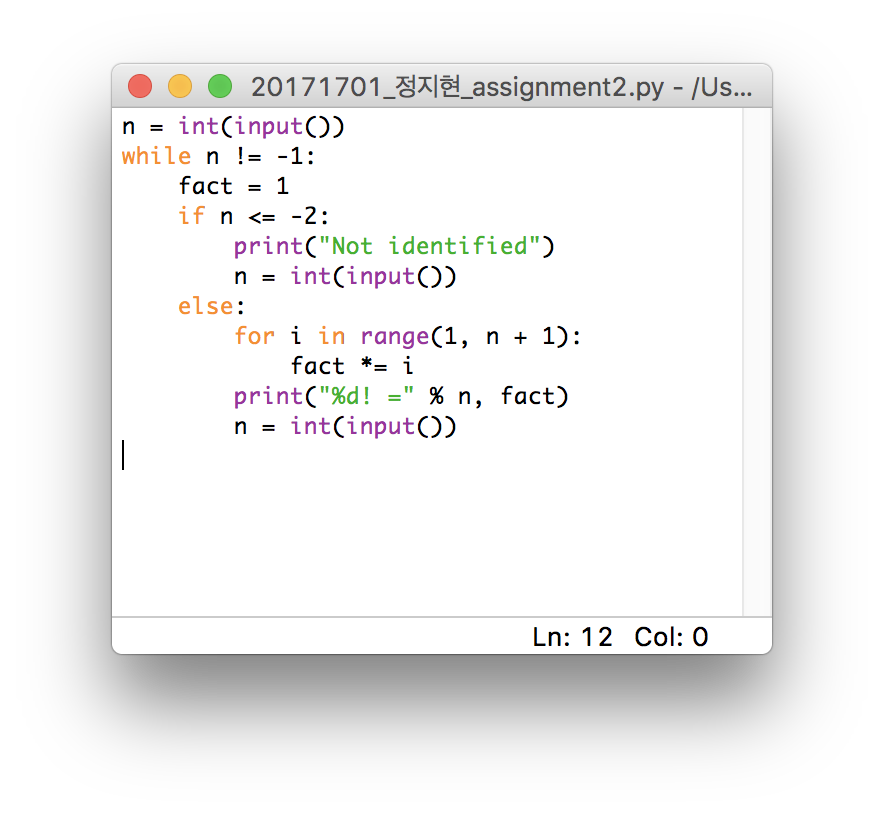 20171701_정지현_assignment2.py - /Us...
n = int(input())
while n != -1:
    fact = 1
    if n <= -2:
        print("Not identified")
        n = int(input())
    else:
        for i in range(1, n + 1):
            fact *= i
        print("%d! =" % n, fact)
        n = int(input())
Ln: 12 Col: 0